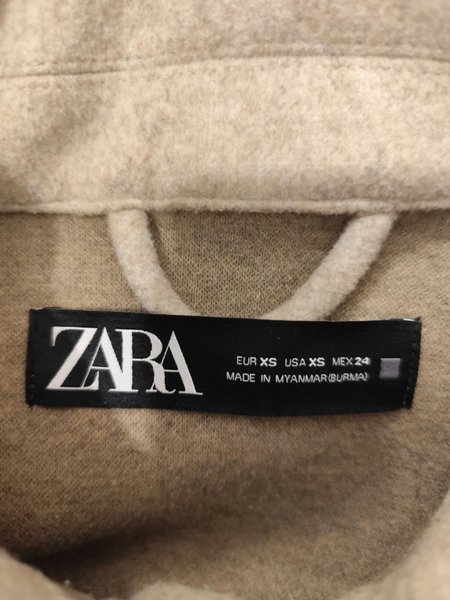 ZARA
EUR XS USA XS MEX 24
MADE IN MYANMAR(BURMA)